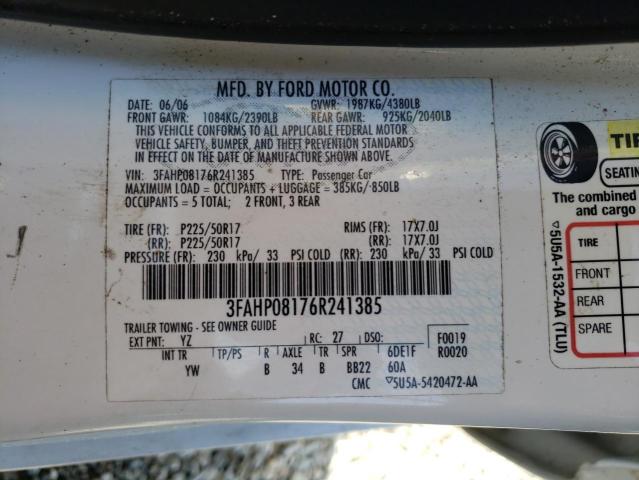 MFD. BY FORD MOTOR CO.
DATE: 06/06 GVWR: 1987KG/4380LB
FRONT GAWR: 1084KG/2390LB REAR GAWR: 925KG/2040LB
THIS VEHICLE CONFORMS TO ALL APPLICABLE FEDERAL MOTOR
VEHICLE SAFETY, BUMPER, AND THEFT PREVENTION STANDARDS
IN EFFECT ON THE DATE OF MANUFACTURE SHOWN ABOVE.
VIN: 3FAHP08176R241385 TYPE: Passenger Car
MAXIMUM LOAD = OCCUPANTS + LUGGAGE = 385KG/850LB
OCCUPANTS = 5 TOTAL; 2 FRONT, 3 REAR
TIRE (FR): P225/50R17 RIMS (FR): 17X7.0J
(RR): P225/50R17 (RR): 17X7.0J
PRESSURE (FR): 230 kPa/ 33 PSI COLD (RR): 230 kPa/ 33 PSI COLD
3FAHP08176R241385
TRAILER TOWING - SEE OWNER GUIDE
EXT PNT: YZ RC: 27 DSO: F0019
R0020
INT TR TP/PS R AXLE TR SPR 6DE1F
YW B 34 B BB22 60A
CMC ▽5U5A-5420472-AA
TIR
SEATIN
The combined
and cargo
TIRE
FRONT
REAR
SPARE
▽5U5A-1532-AA (TLU)